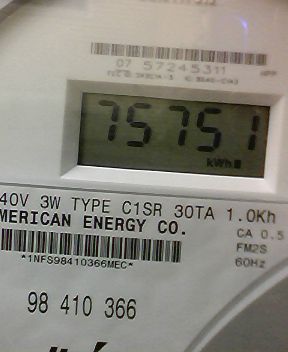 07 57245311
75751
kWh
40V 3W TYPE C1SR 30TA 1.0Kh
MERICAN ENERGY CO.
CA 0.5
FM2S
60Hz
*1NFS98410366MEC*
98 410 366